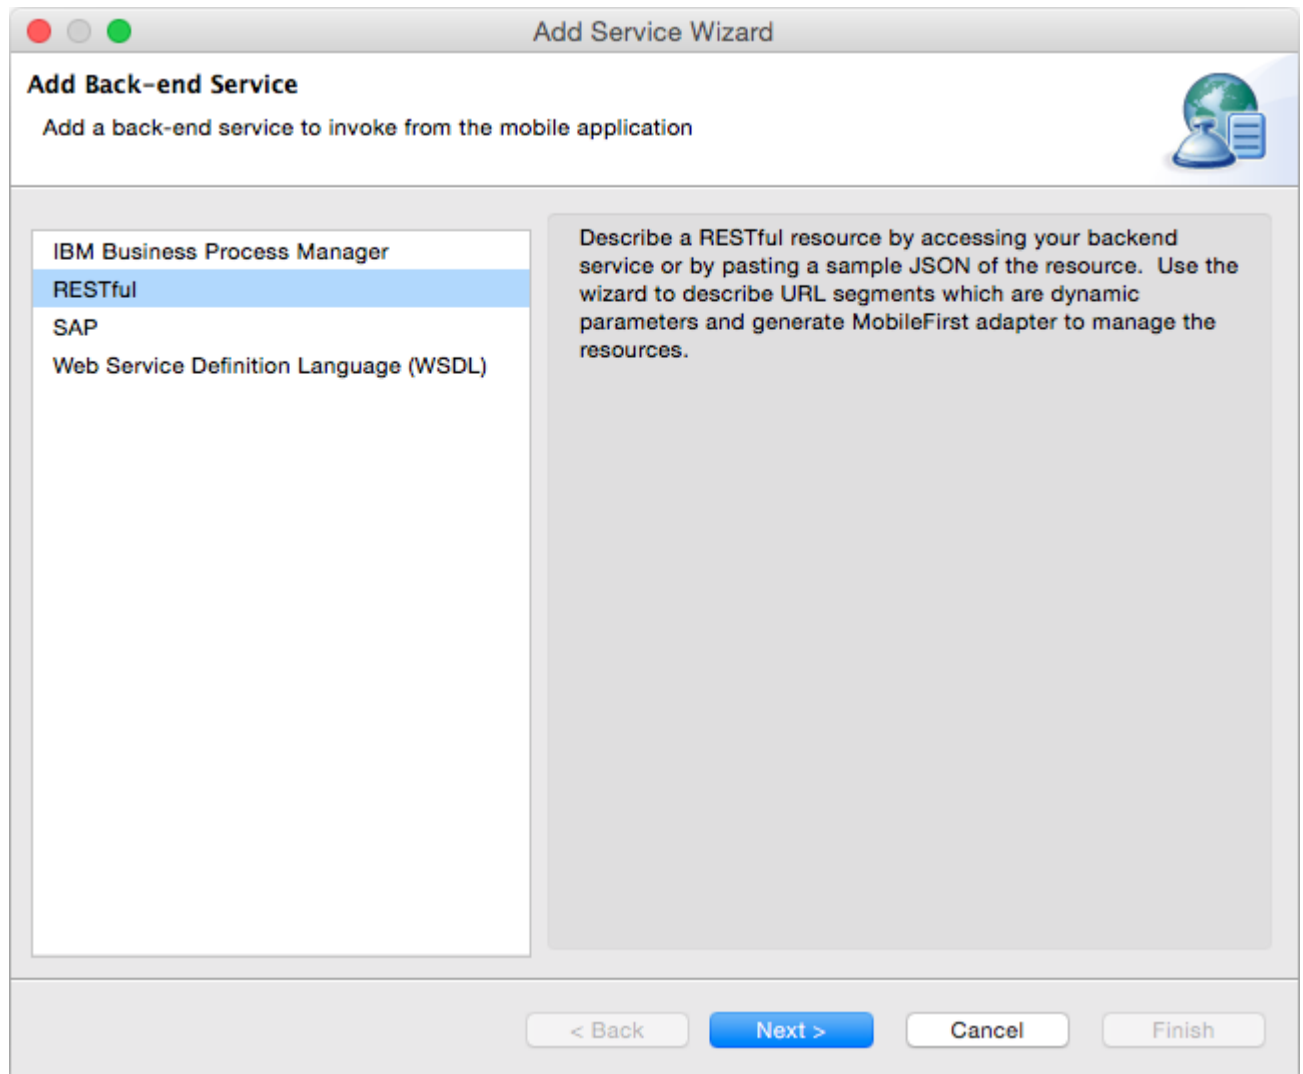 Add Service Wizard
Add Back-end Service
Add a back-end service to invoke from the mobile application
IBM Business Process Manager
RESTful
SAP
Web Service Definition Language (WSDL)
Describe a RESTful resource by accessing your backend
service or by pasting a sample JSON of the resource.  Use the
wizard to describe URL segments which are dynamic
parameters and generate MobileFirst adapter to manage the
resources.
< Back
Next >
Cancel
Finish